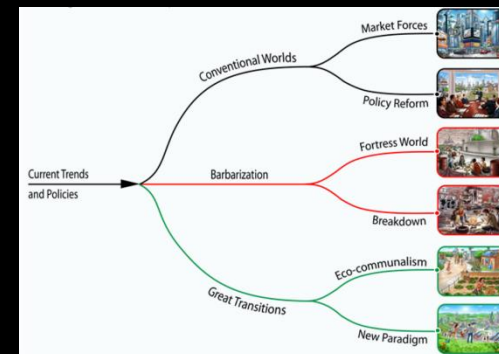 Market Forces
Conventional Worlds
Policy Reform
Fortress World
Current Trends
and Policies
Barbarization
Breakdown
Eco-communalism
Great Transitions
New Paradigm